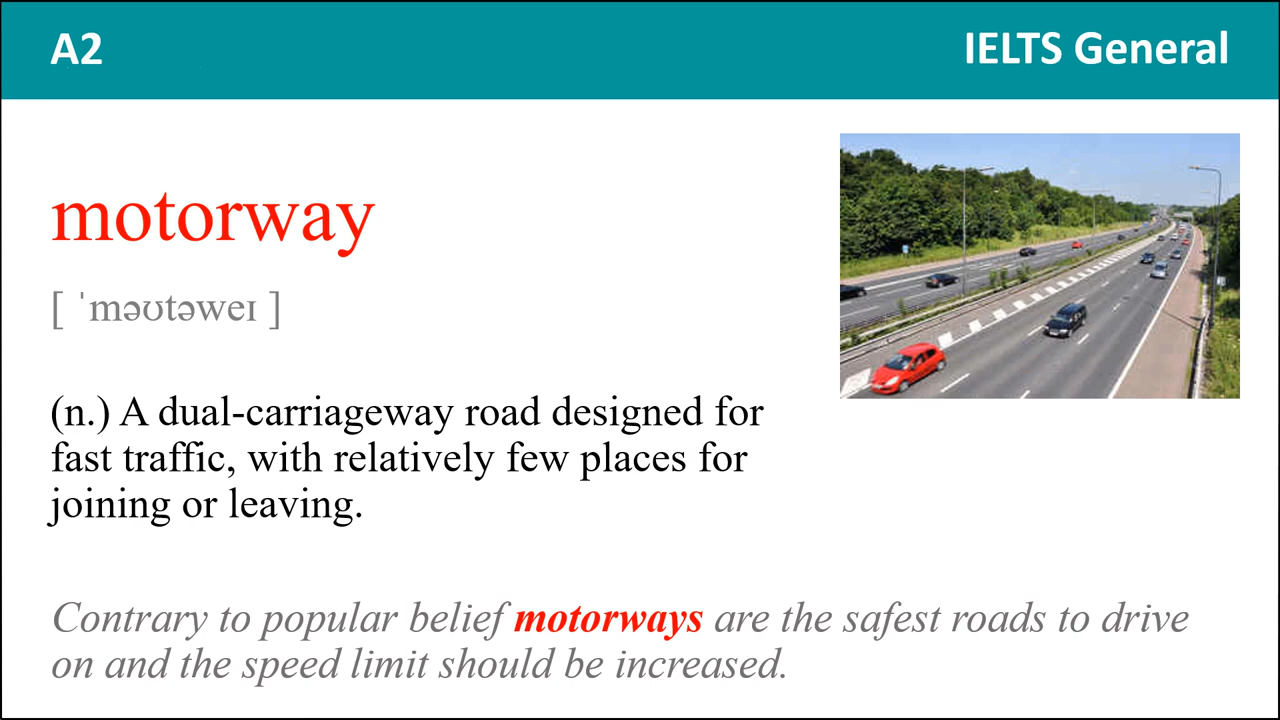 A2
IELTS General
motorway
[ ˈməʊtəweɪ ]
(n.) A dual-carriageway road designed for
fast traffic, with relatively few places for
joining or leaving.
Contrary to popular belief motorways are the safest roads to drive
on and the speed limit should be increased.